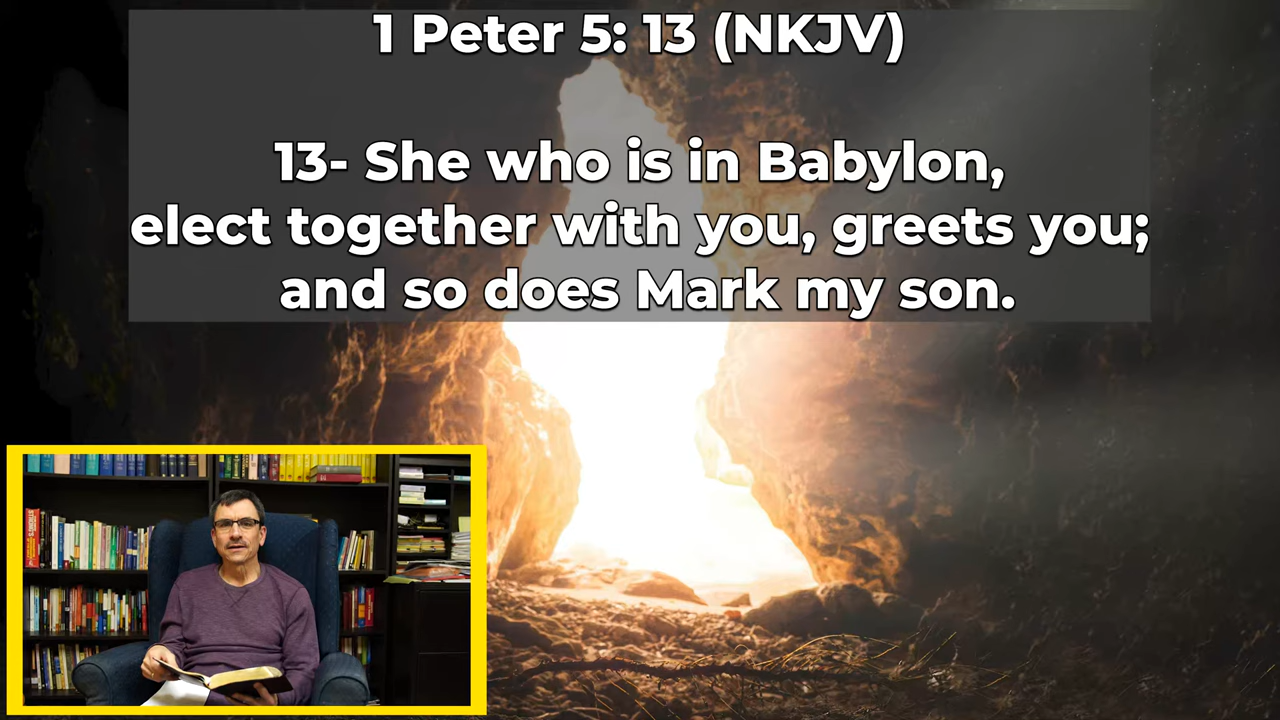 1 Peter 5: 13 (NKJV)
13- She who is in Babylon,
elect together with you, greets you;
and so does Mark my son.